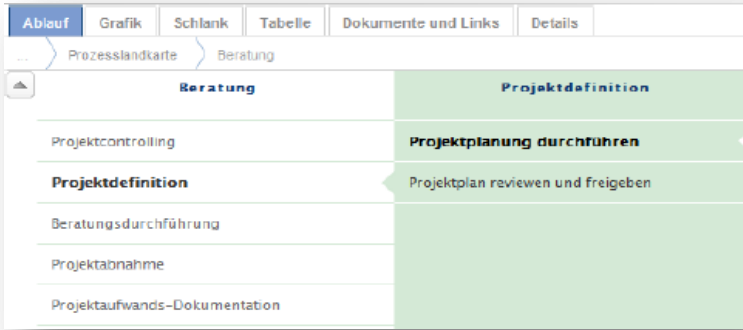 Ablauf Grafik Schlank Tabelle Dokumente und Links Details
... Prozesslandkarte Beratung
Beratung Projektdefinition
Projektcontrolling Projektplanung durchführen
Projektdefinition Projektplan reviewen und freigeben
Beratungsdurchführung
Projektabnahme
Projektaufwands-Dokumentation